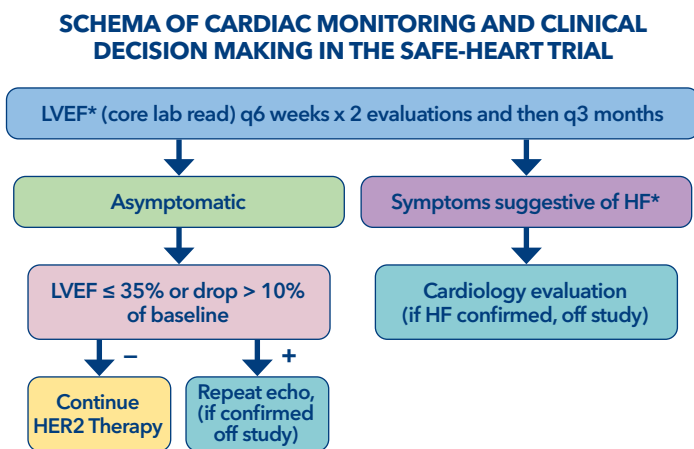 SCHEMA OF CARDIAC MONITORING AND CLINICAL
DECISION MAKING IN THE SAFE-HEART TRIAL
LVEF* (core lab read) q6 weeks x 2 evaluations and then q3 months
Asymptomatic
Symptoms suggestive of HF*
LVEF ≤ 35% or drop > 10%
of baseline
Cardiology evaluation
(if HF confirmed, off study)
–
+
Continue
HER2 Therapy
Repeat echo,
(if confirmed
off study)